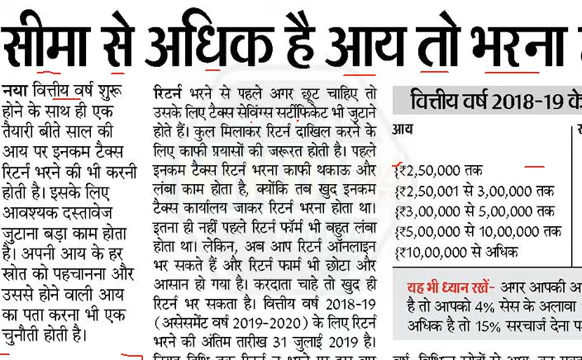 सीमा से अधिक है आय तो भरना
नया वित्तीय वर्ष शुरू
होने के साथ ही एक
तैयारी बीते साल की
आय पर इनकम टैक्स
रिटर्न भरने की भी करनी
होती है। इसके लिए
आवश्यक दस्तावेज
जुटाना बड़ा काम होता
है। अपनी आय के हर
स्रोत को पहचानना और
उससे होने वाली आय
का पता करना भी एक
चुनौती होती है।
रिटर्न भरने से पहले अगर छूट चाहिए तो
उसके लिए टैक्स सेविंग्स सर्टीफिकेट भी जुटाने
होते हैं। कुल मिलाकर रिटर्न दाखिल करने के
लिए काफी प्रयासों की जरूरत होती है। पहले
इनकम टैक्स रिटर्न भरना काफी थकाऊ और
लंबा काम होता है, क्योंकि तब खुद इनकम
टैक्स कार्यालय जाकर रिटर्न भरना होता था।
इतना ही नहीं पहले रिटर्न फॉर्म भी बहुत लंबा
होता था। लेकिन, अब आप रिटर्न ऑनलाइन
भर सकते हैं और रिटर्न फार्म भी छोटा और
आसान हो गया है। करदाता चाहे तो खुद ही
रिटर्न भर सकता है। वित्तीय वर्ष 2018-19
(असेसमेंट वर्ष 2019-2020) के लिए रिटर्न
भरने की अंतिम तारीख 31 जुलाई 2019 है।
वित्तीय वर्ष 2018-19 के
आय
₹2,50,000 तक
₹2,50,001 से 3,00,000 तक
₹3,00,000 से 5,00,000 तक
₹5,00,000 से 10,00,000 तक
₹10,00,000 से अधिक
यह भी ध्यान रखें- अगर आपकी आ
है तो आपको 4% सेस के अलावा
अधिक है तो 15% सरचार्ज देना प